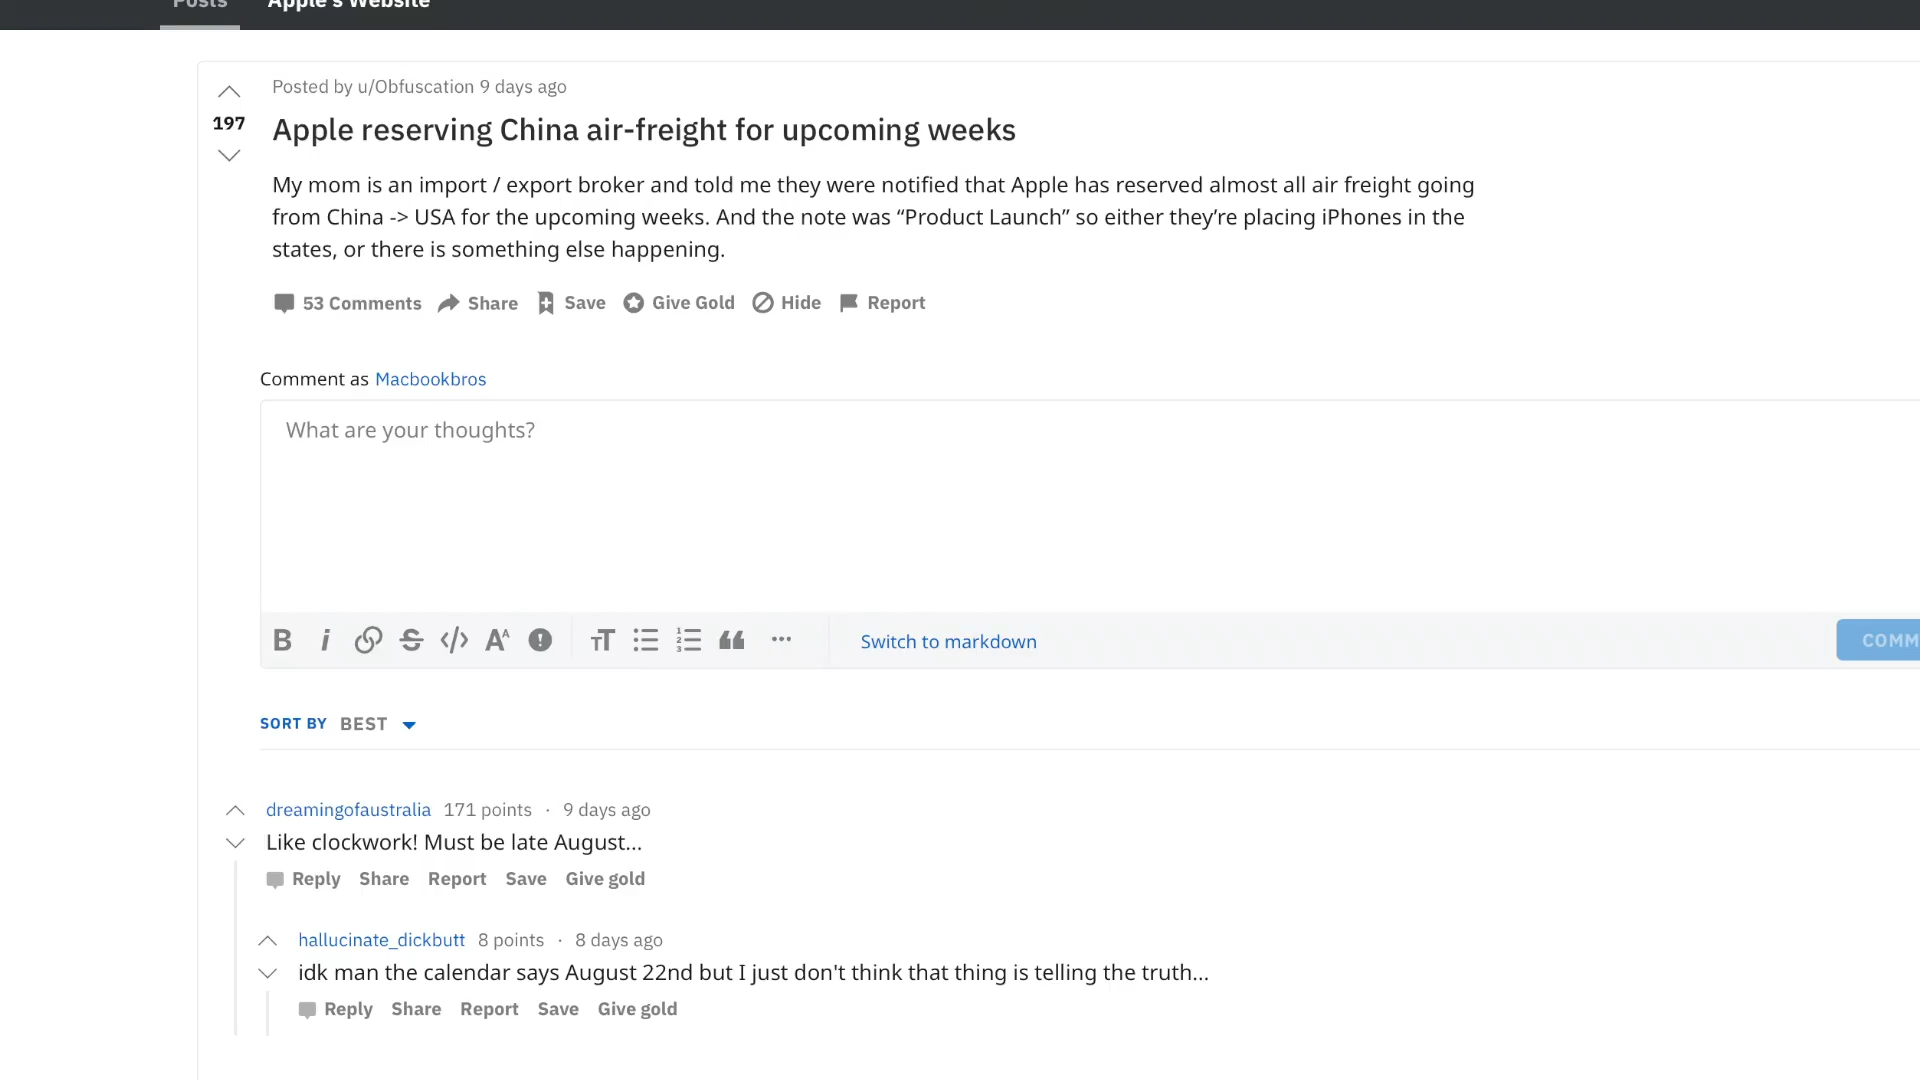 Posts Apple's Website
Posted by u/Obfuscation 9 days ago
197
Apple reserving China air-freight for upcoming weeks
My mom is an import / export broker and told me they were notified that Apple has reserved almost all air freight going
from China -> USA for the upcoming weeks. And the note was “Product Launch” so either they’re placing iPhones in the
states, or there is something else happening.
53 Comments Share Save Give Gold Hide Report
Comment as Macbookbros
What are your thoughts?
Switch to markdown COMM
SORT BY BEST
dreamingofaustralia 171 points · 9 days ago
Like clockwork! Must be late August...
Reply Share Report Save Give gold
hallucinate_dickbutt 8 points · 8 days ago
idk man the calendar says August 22nd but I just don't think that thing is telling the truth...
Reply Share Report Save Give gold